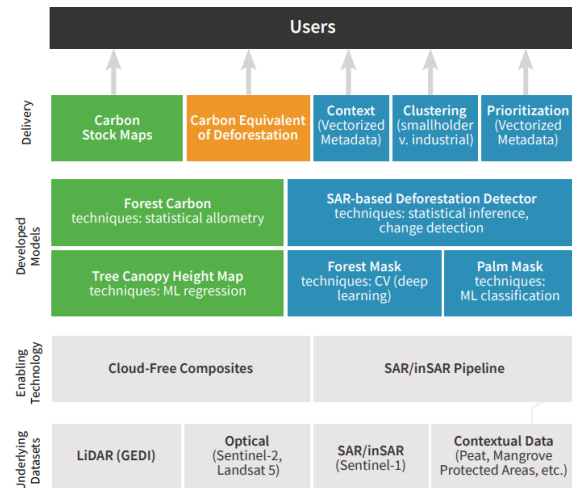 Users
Delivery
Carbon
Stock Maps
Carbon Equivalent
of Deforestation
Context
(Vectorized
Metadata)
Clustering
(smallholder
v. industrial)
Prioritization
(Vectorized
Metadata)
Developed
Models
Forest Carbon
techniques: statistical allometry
SAR-based Deforestation Detector
techniques: statistical inference,
change detection
Tree Canopy Height Map
techniques: ML regression
Forest Mask
techniques: CV (deep
learning)
Palm Mask
techniques:
ML classification
Enabling
Technology
Cloud-Free Composites
SAR/inSAR Pipeline
Underlying
Datasets
LiDAR (GEDI)
Optical
(Sentinel-2,
Landsat 5)
SAR/inSAR
(Sentinel-1)
Contextual Data
(Peat, Mangrove
Protected Areas, etc.)